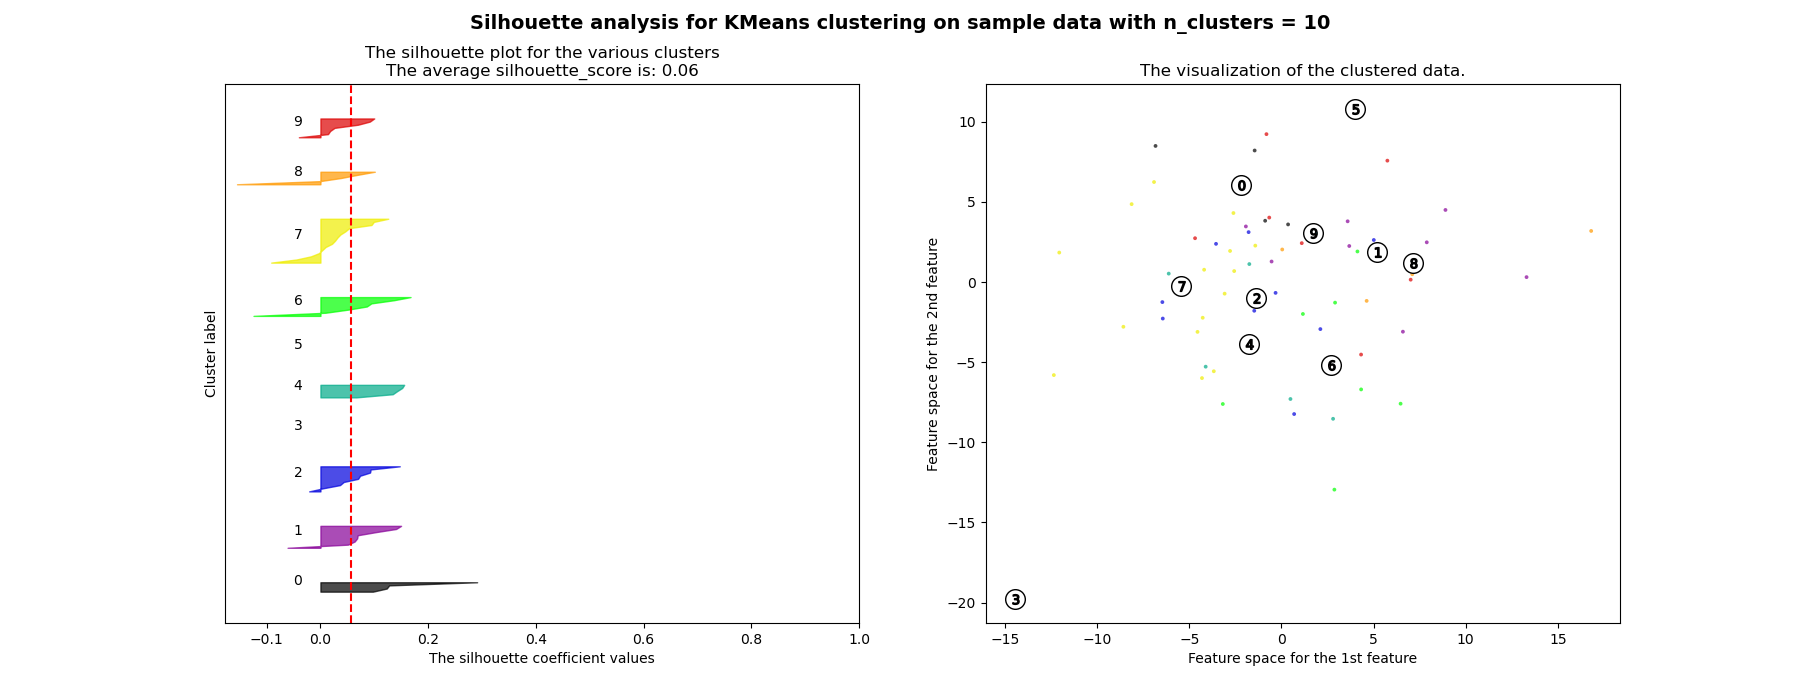 Silhouette analysis for KMeans clustering on sample data with n_clusters = 10
The silhouette plot for the various clusters
The average silhouette_score is: 0.06
9
8
7
6
5
4
3
2
1
0
Cluster label
−0.1 0.0 0.2 0.4 0.6 0.8 1.0
The silhouette coefficient values
The visualization of the clustered data.
10
5
0
−5
−10
−15
−20
Feature space for the 2nd feature
5
0
9
1
8
7
2
4
6
3
−15 −10 −5 0 5 10 15
Feature space for the 1st feature